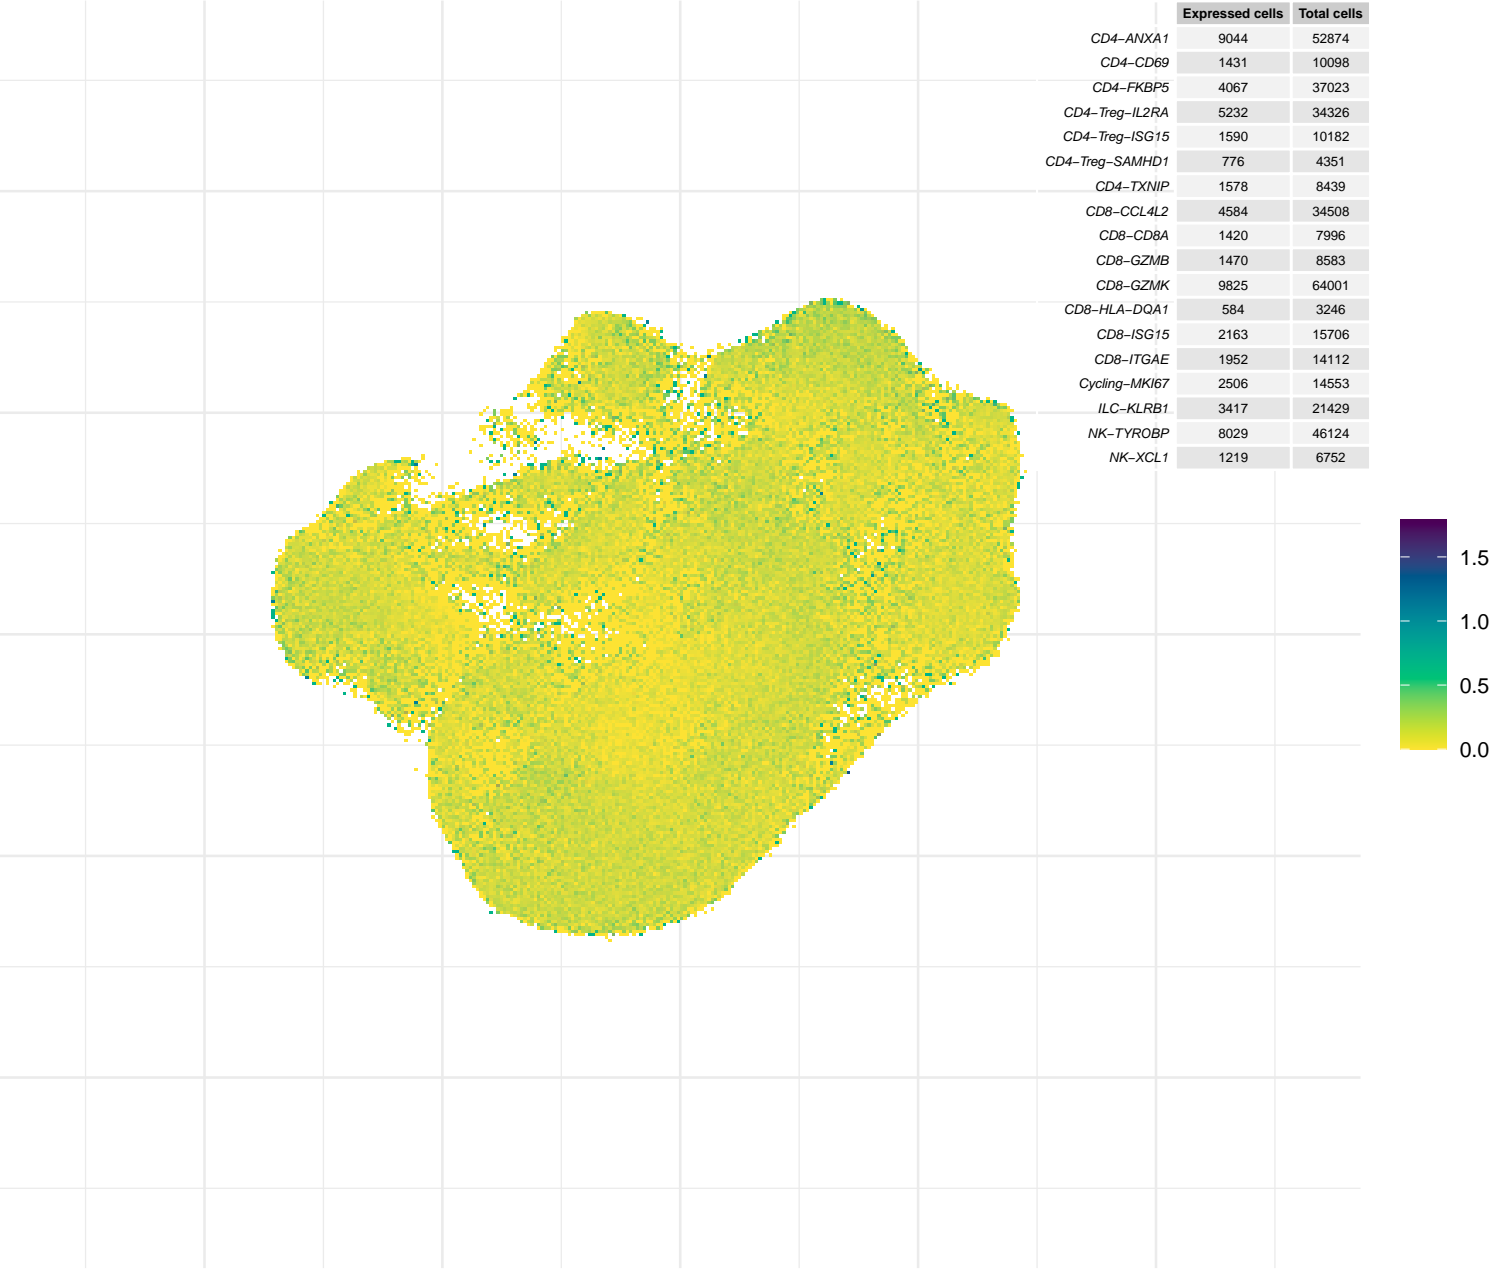 Expressed cells Total cells
CD4−ANXA1 9044 52874
CD4−CD69 1431 10098
CD4−FKBP5 4067 37023
CD4−Treg−IL2RA 5232 34326
CD4−Treg−ISG15 1590 10182
CD4−Treg−SAMHD1 776 4351
CD4−TXNIP 1578 8439
CD8−CCL4L2 4584 34508
CD8−CD8A 1420 7996
CD8−GZMB 1470 8583
CD8−GZMK 9825 64001
CD8−HLA−DQA1 584 3246
CD8−ISG15 2163 15706
CD8−ITGAE 1952 14112
Cycling−MKI67 2506 14553
ILC−KLRB1 3417 21429
NK−TYROBP 8029 46124
NK−XCL1 1219 6752
1.5
1.0
0.5
0.0